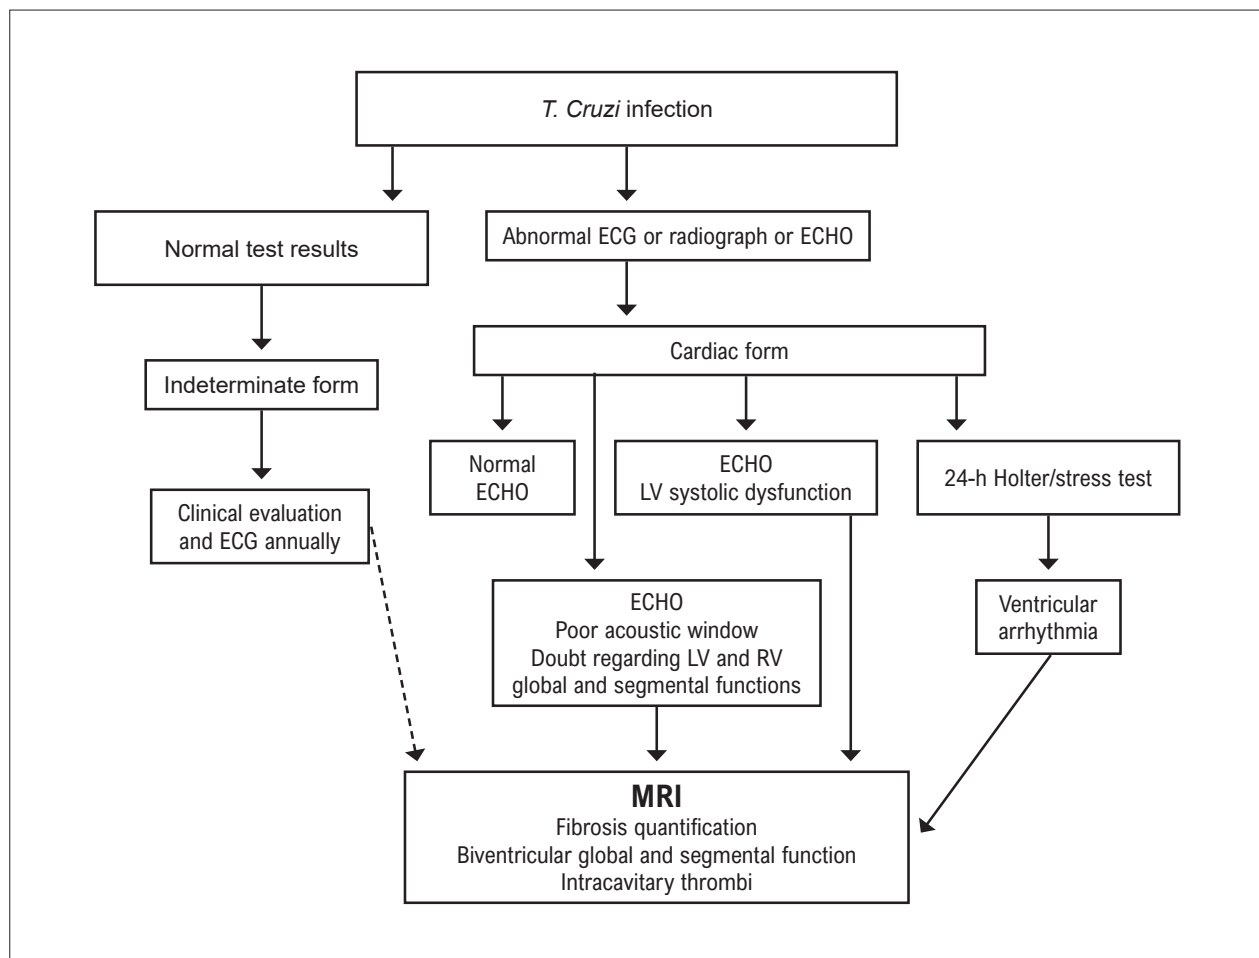 T. Cruzi infection
Normal test results
Abnormal ECG or radiograph or ECHO
Cardiac form
Indeterminate form
Normal
ECHO
ECHO
LV systolic dysfunction
24-h Holter/stress test
Clinical evaluation
and ECG annually
ECHO
Poor acoustic window
Doubt regarding LV and RV
global and segmental functions
Ventricular
arrhythmia
MRI
Fibrosis quantification
Biventricular global and segmental function
Intracavitary thrombi